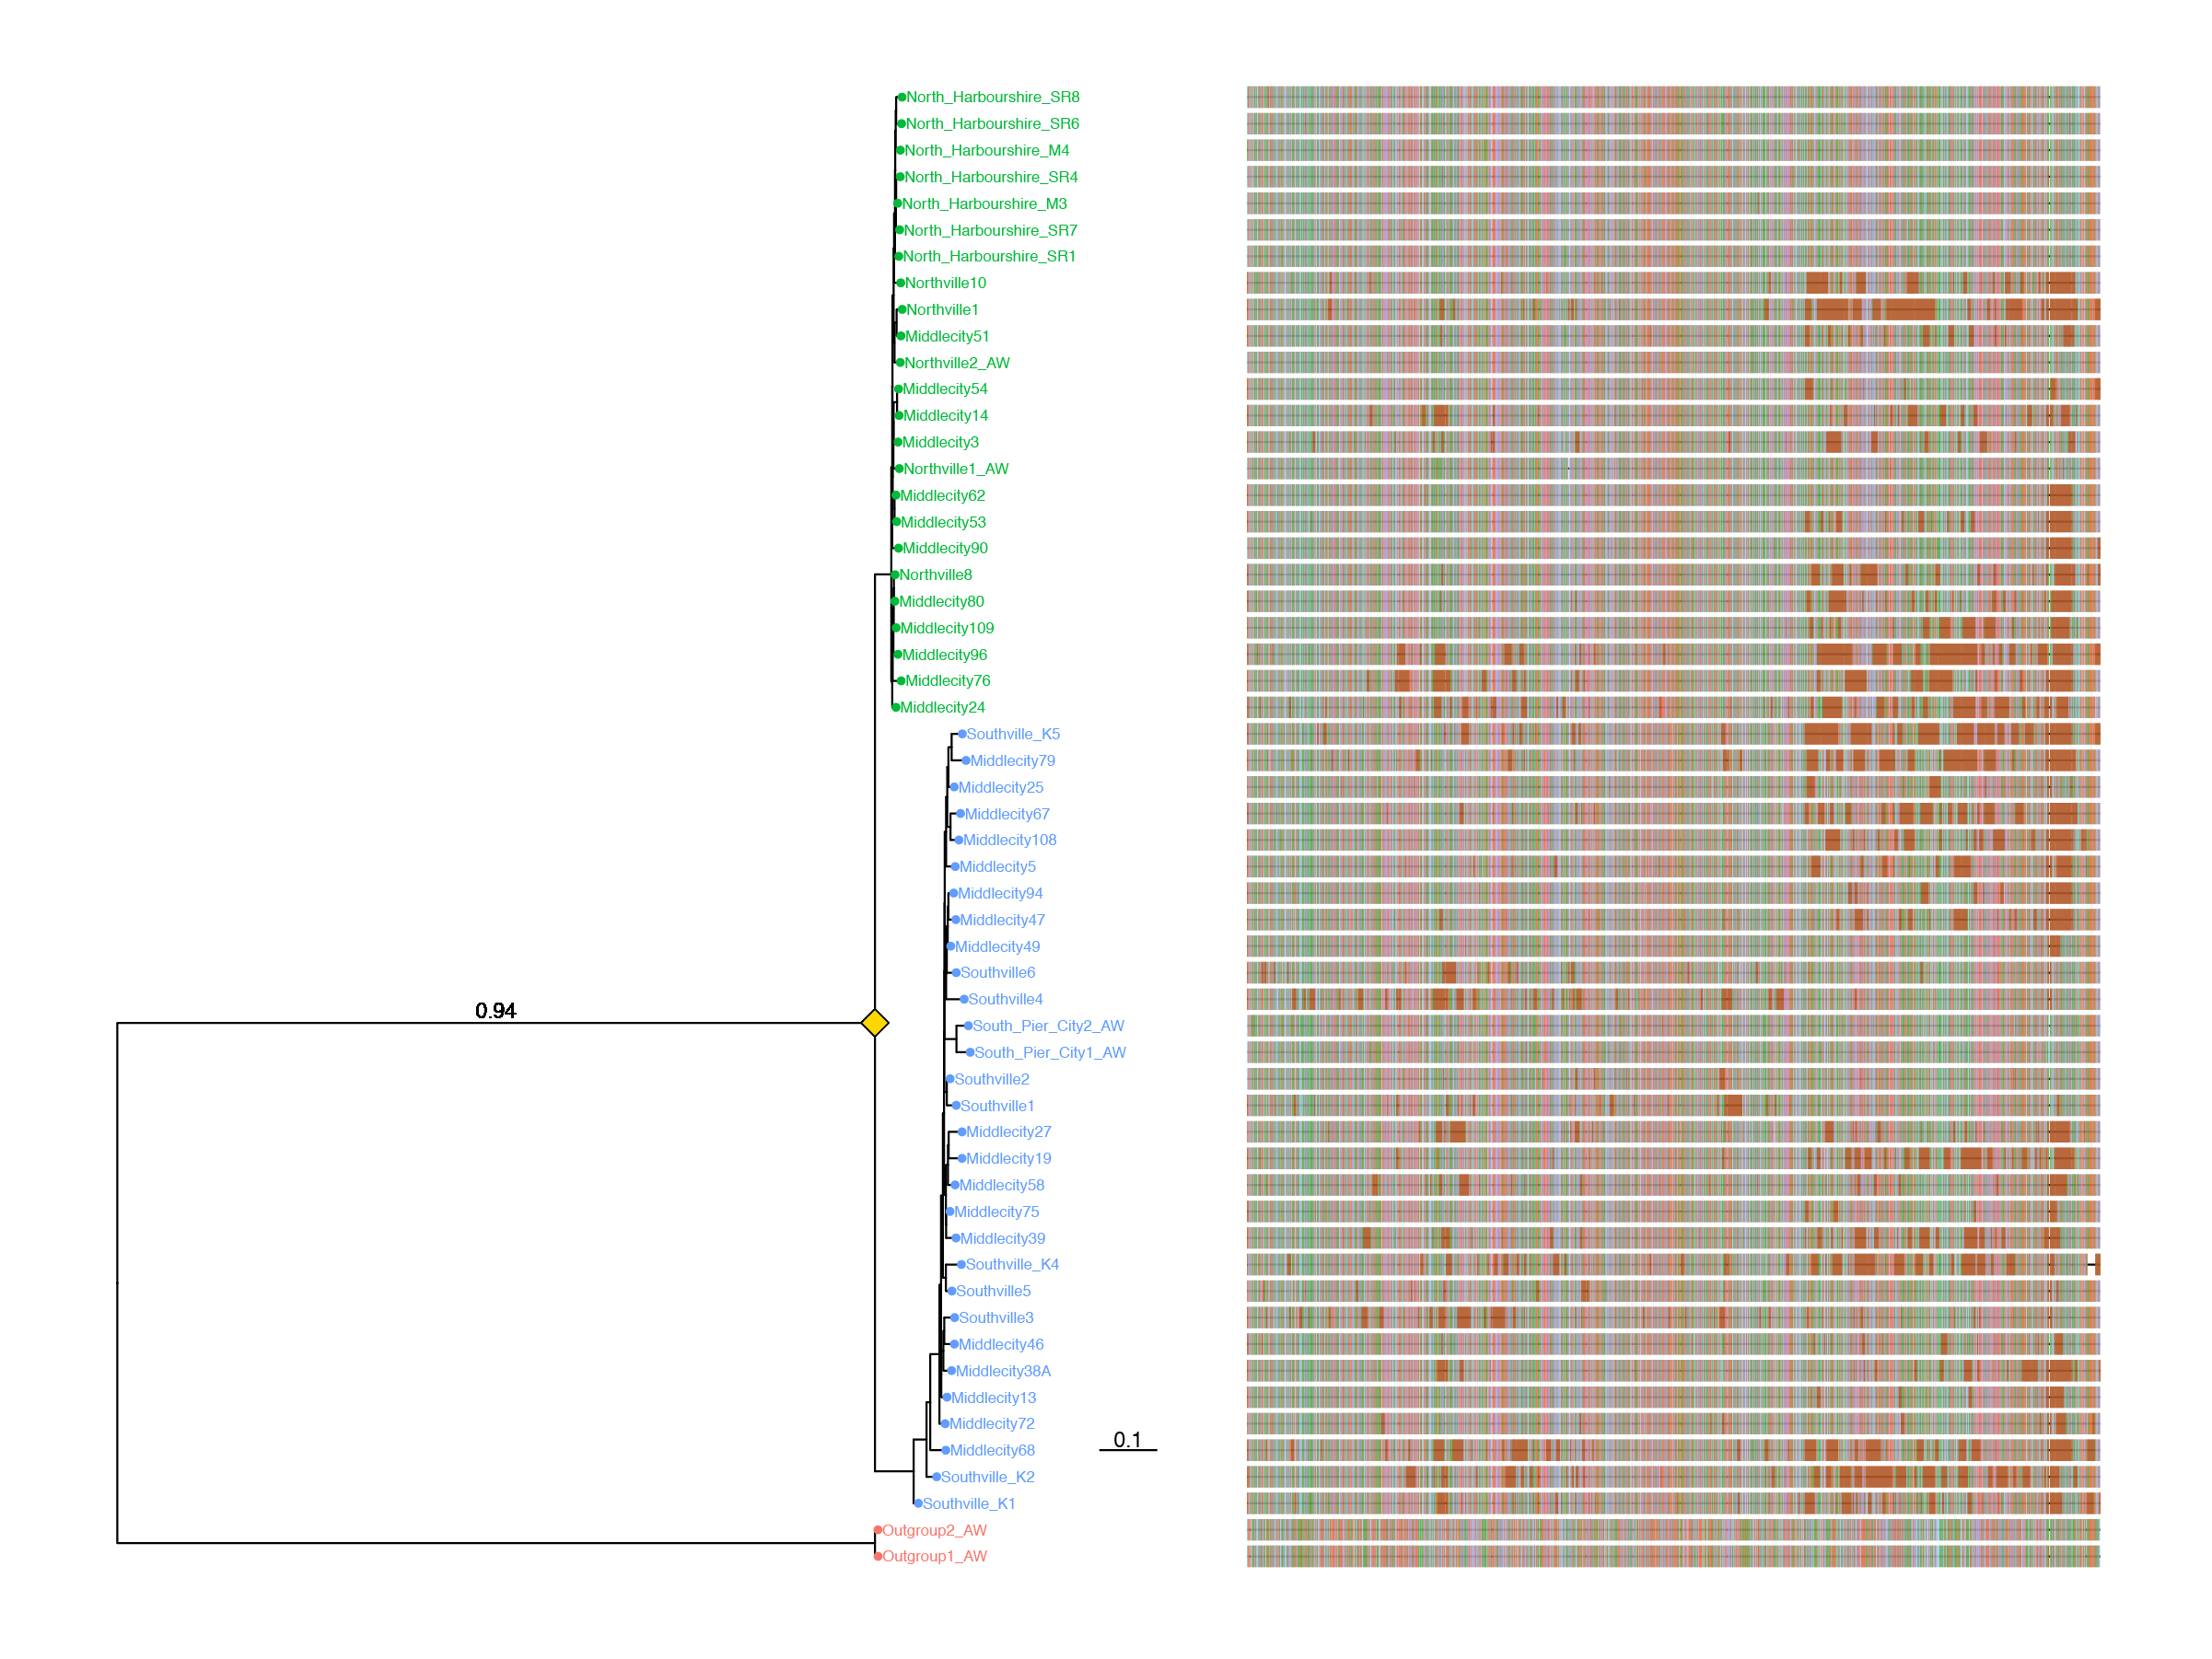 North_Harbourshire_SR8
North_Harbourshire_SR6
North_Harbourshire_M4
North_Harbourshire_SR4
North_Harbourshire_M3
North_Harbourshire_SR7
North_Harbourshire_SR1
Northville10
Northville1
Middlecity51
Northville2_AW
Middlecity54
Middlecity14
Middlecity3
Northville1_AW
Middlecity62
Middlecity53
Middlecity90
Northville8
Middlecity80
Middlecity109
Middlecity96
Middlecity76
Middlecity24
Southville_K5
Middlecity79
Middlecity25
Middlecity67
Middlecity108
Middlecity5
Middlecity94
Middlecity47
Middlecity49
Southville6
Southville4
0.94
South_Pier_City2_AW
South_Pier_City1_AW
Southville2
Southville1
Middlecity27
Middlecity19
Middlecity58
Middlecity75
Middlecity39
Southville_K4
Southville5
Southville3
Middlecity46
Middlecity38A
Middlecity13
Middlecity72
0.1
Middlecity68
Southville_K2
Southville_K1
Outgroup2_AW
Outgroup1_AW